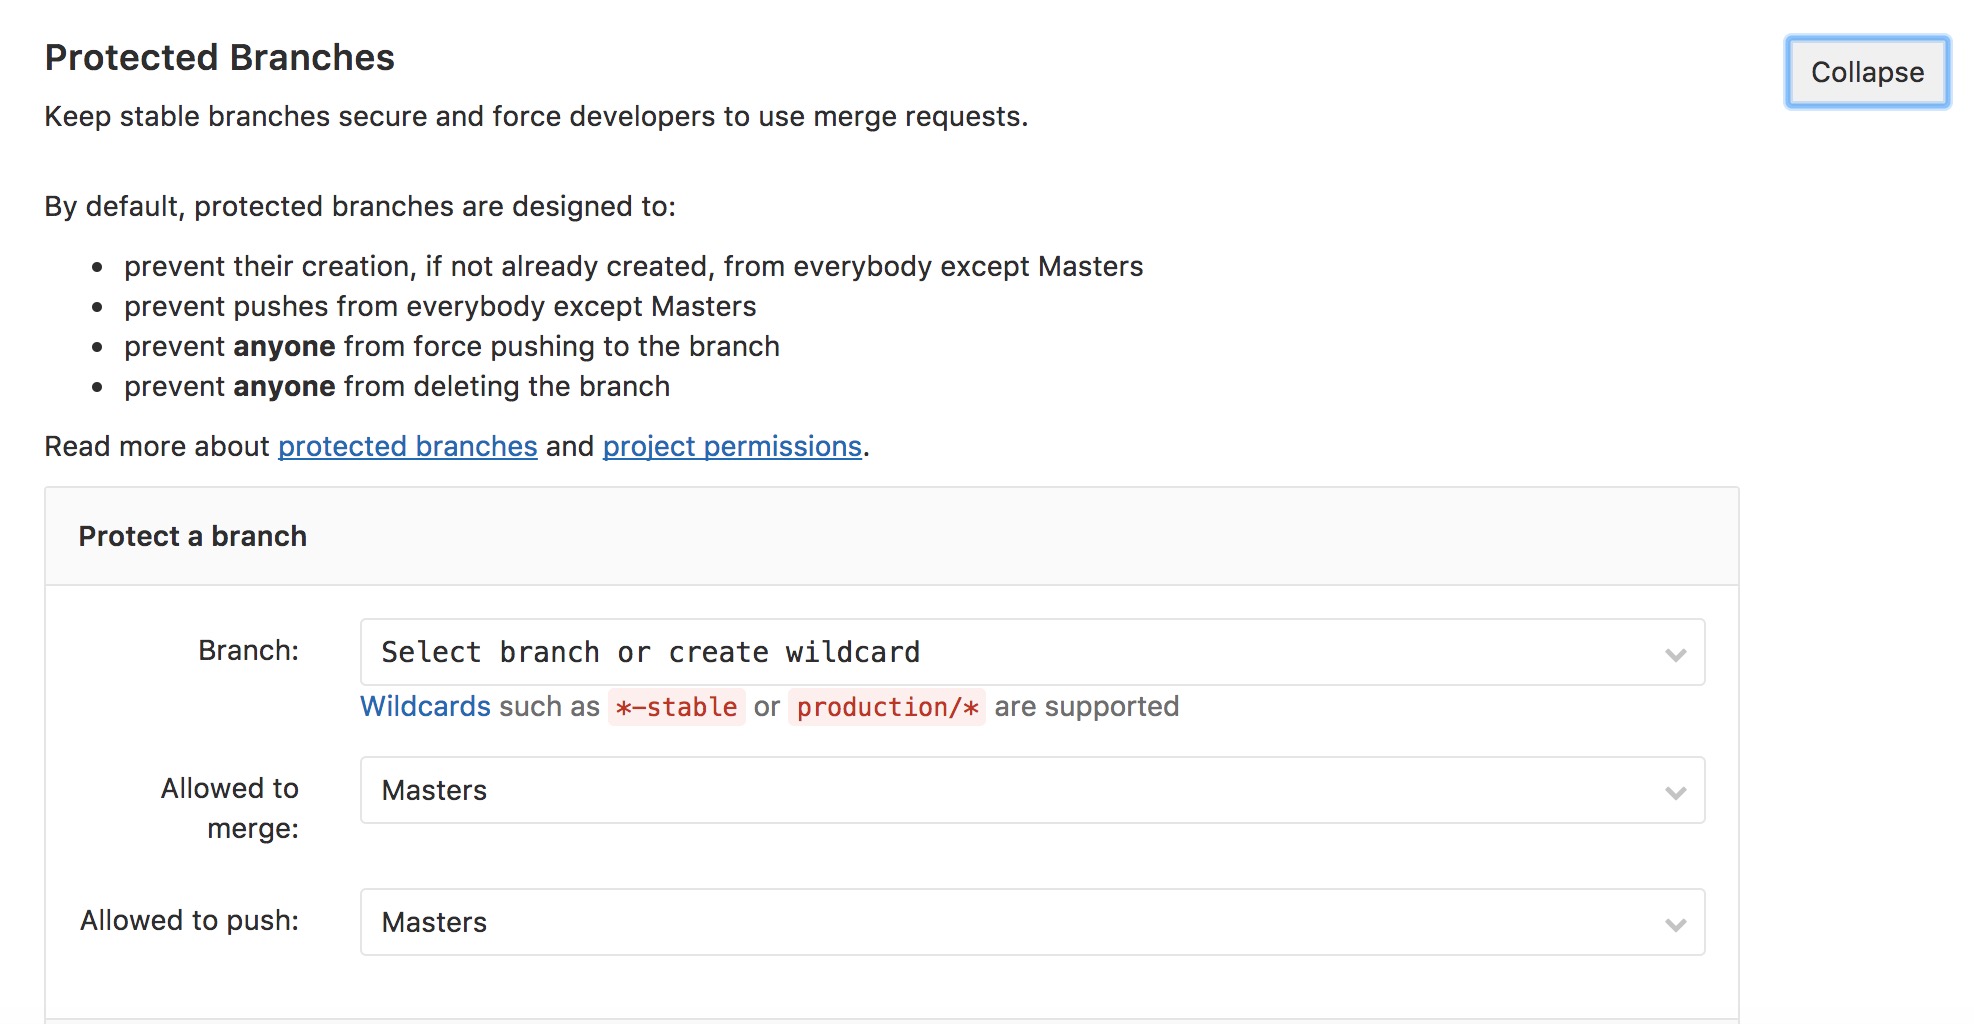 Protected Branches
Collapse
Keep stable branches secure and force developers to use merge requests.
By default, protected branches are designed to:
prevent their creation, if not already created, from everybody except Masters
prevent pushes from everybody except Masters
prevent anyone from force pushing to the branch
prevent anyone from deleting the branch
Read more about protected branches and project permissions.
Protect a branch
Branch:
Select branch or create wildcard
Wildcards such as *-stable or production/* are supported
Allowed to
merge:
Masters
Allowed to push:
Masters